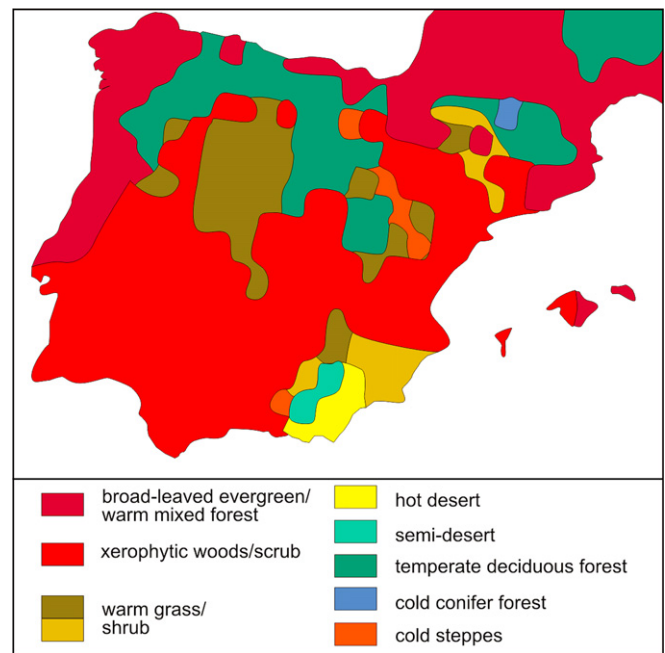 broad-leaved evergreen/
warm mixed forest
xerophytic woods/scrub
warm grass/
shrub
hot desert
semi-desert
temperate deciduous forest
cold conifer forest
cold steppes